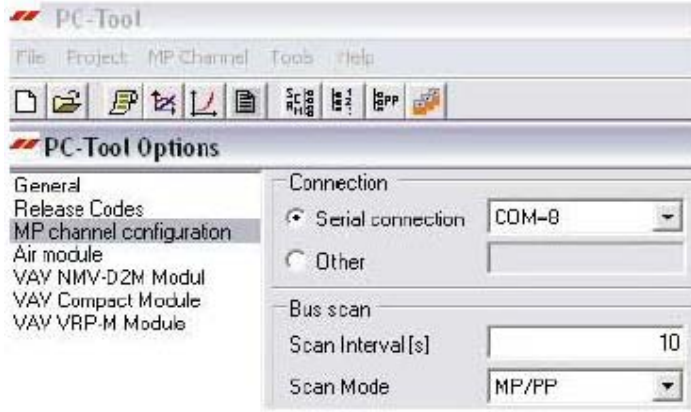 PC-Tool
File Project MP Channel Tools Help
PC-Tool Options
General
Release Codes
MP channel configuration
Air module
VAV NMV-D2M Modul
VAV Compact Module
VAV VRP-M Module
Connection
Serial connection COM-8
Other
Bus scan
Scan Interval[s] 10
Scan Mode MP/PP